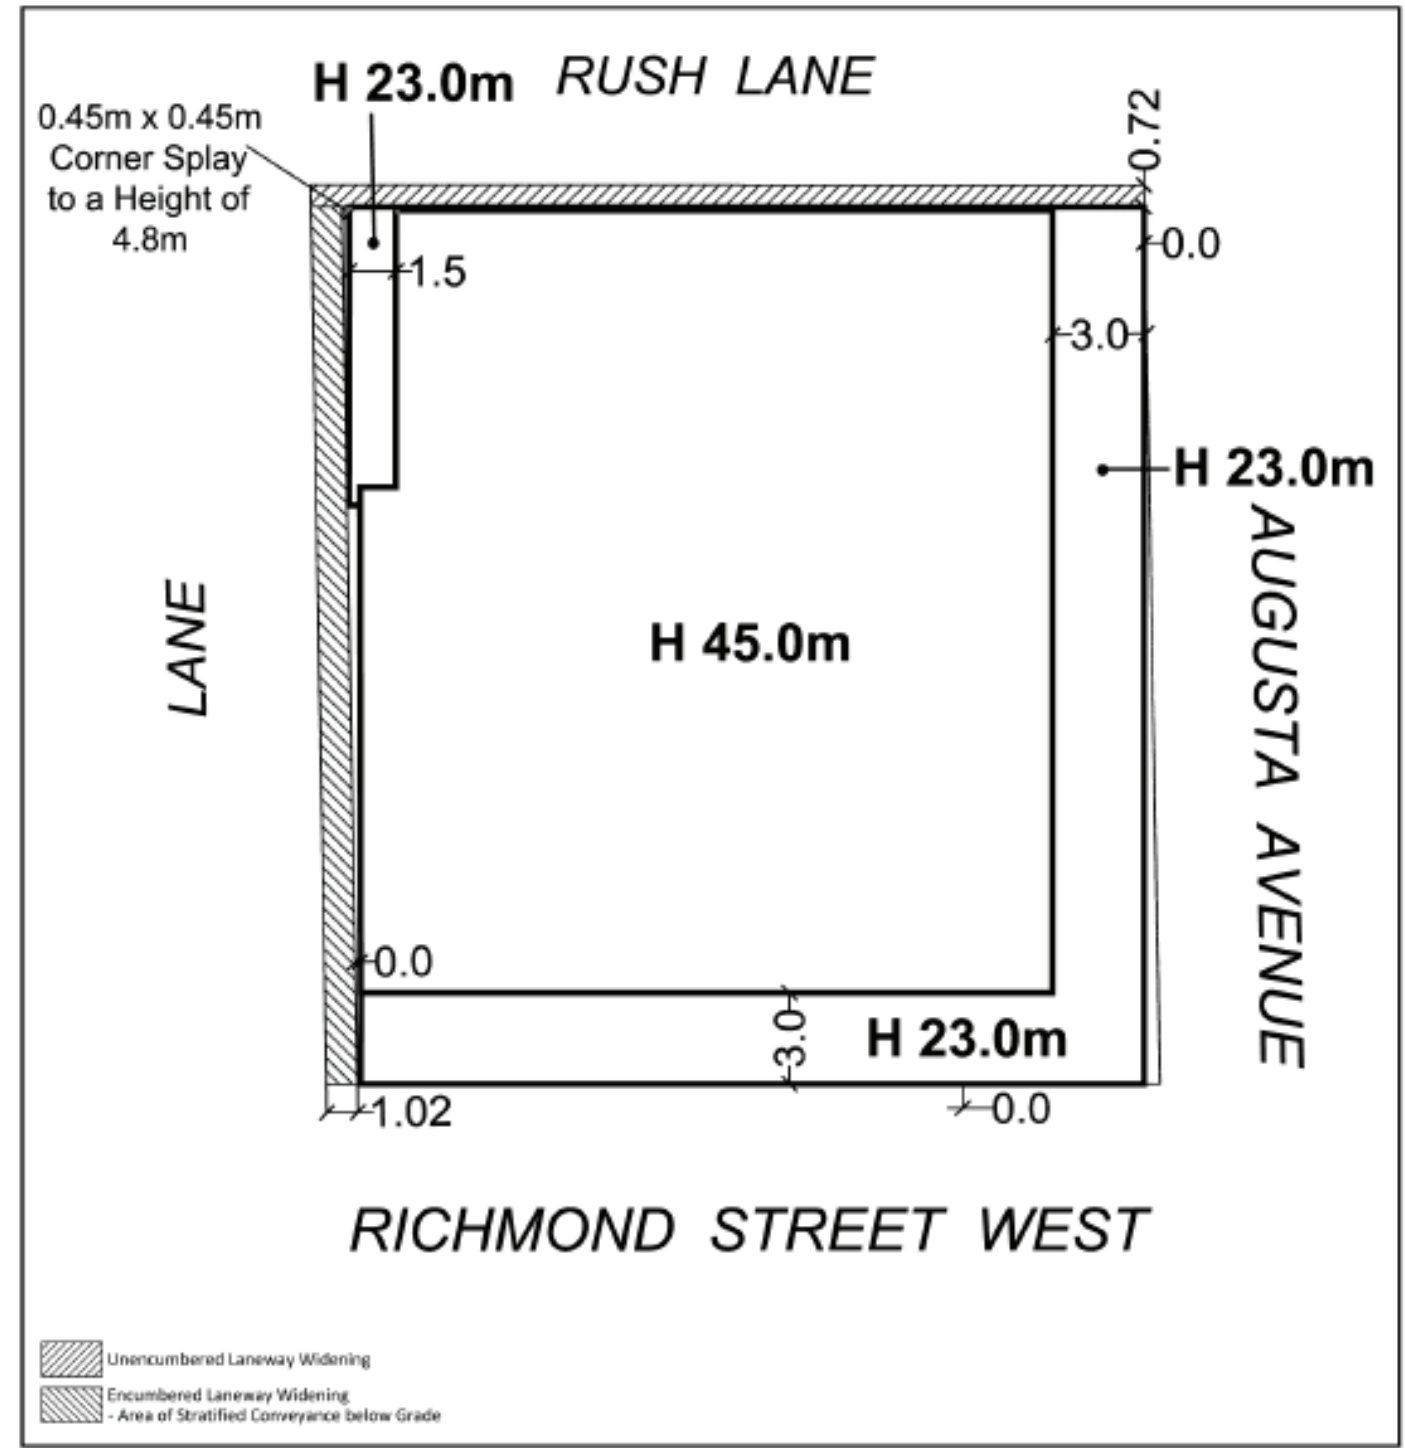 H 23.0m
RUSH LANE
0.45m x 0.45m
Corner Splay
to a Height of
4.8m
0.72
0.0
1.5
3.0
H 23.0m
AUGUSTA AVENUE
LANE
H 45.0m
0.0
3.0
H 23.0m
1.02
0.0
RICHMOND STREET WEST
Unencumbered Laneway Widening
Encumbered Laneway Widening
- Area of Stratified Conveyance below Grade